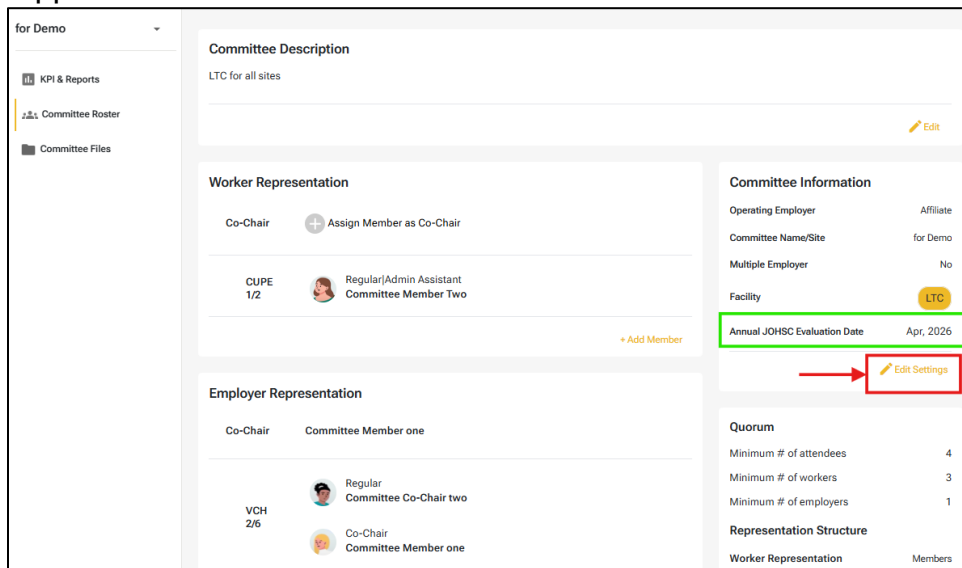 for Demo
KPI & Reports
Committee Roster
Committee Files
Committee Description
LTC for all sites
Edit
Worker Representation
Co-Chair Assign Member as Co-Chair
CUPE
1/2
Regular|Admin Assistant
Committee Member Two
+ Add Member
Employer Representation
Co-Chair Committee Member one
VCH
2/6
Regular
Committee Co-Chair two
Co-Chair
Committee Member one
Committee Information
Operating Employer Affiliate
Committee Name/Site for Demo
Multiple Employer No
Facility LTC
Annual JOHSC Evaluation Date Apr, 2026
Edit Settings
Quorum
Minimum # of attendees 4
Minimum # of workers 3
Minimum # of employers 1
Representation Structure
Worker Representation Members